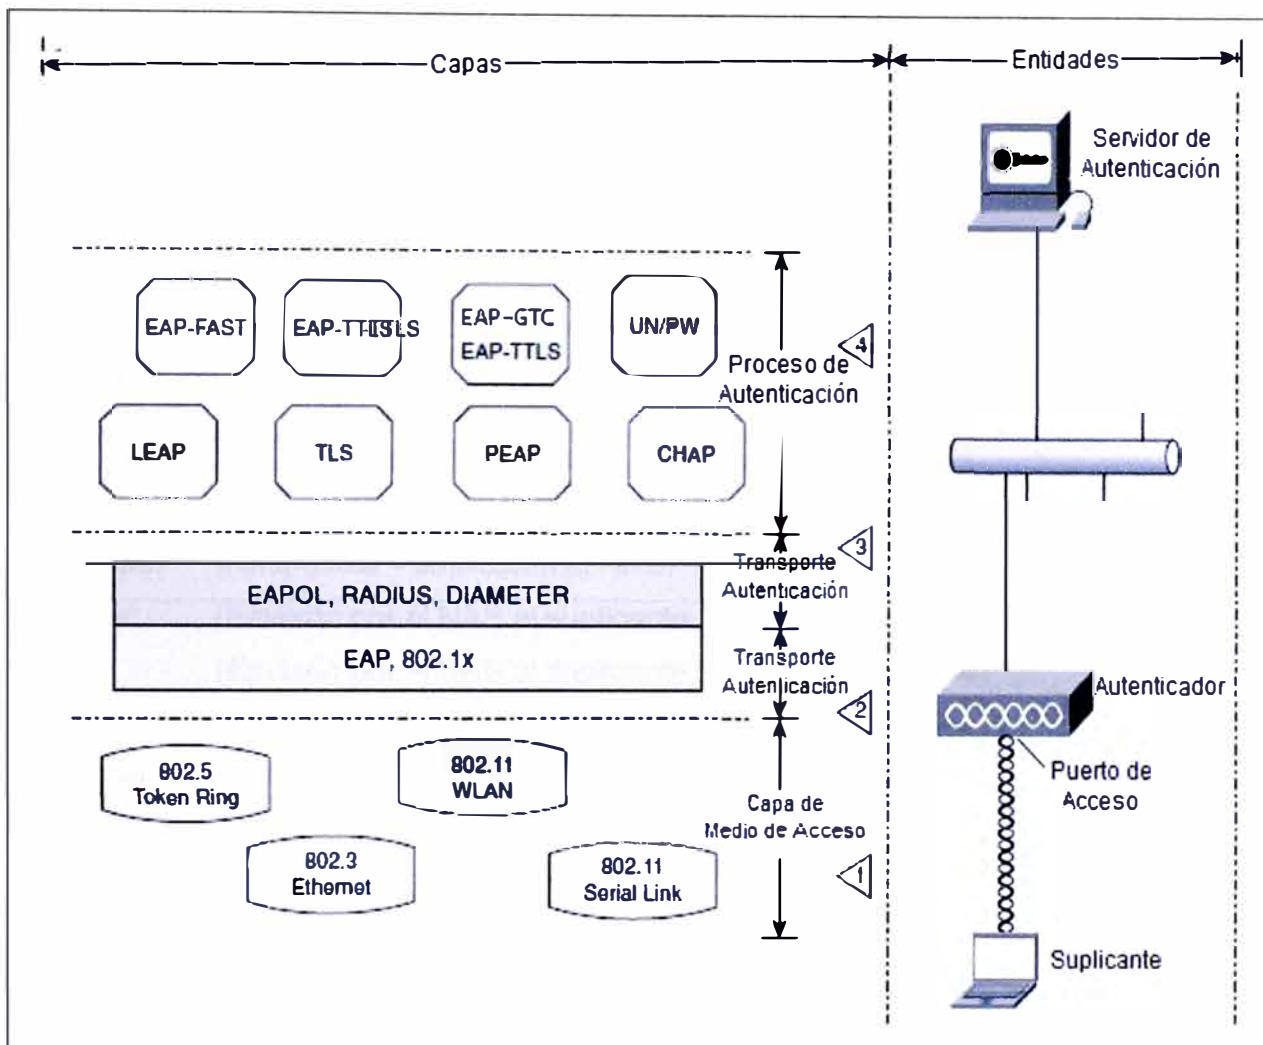 Capas
Entidades
Servidor de
Autenticación
EAP-FAST
EAP-GTC
EAP-TTLS
UN/PW
4
Proceso de
Autenticación
LEAP
TLS
PEAP
CHAP
3
Transporte
Autenticación
EAPOL, RADIUS, DIAMETER
EAP, 802.1x
Transporte
Autenticación
2
Autenticador
Puerto de
Acceso
802.5
Token Ring
802.11
WLAN
Capa de
Medio de Acceso
802.3
Ethernet
802.11
Serial Link
1
Suplicante